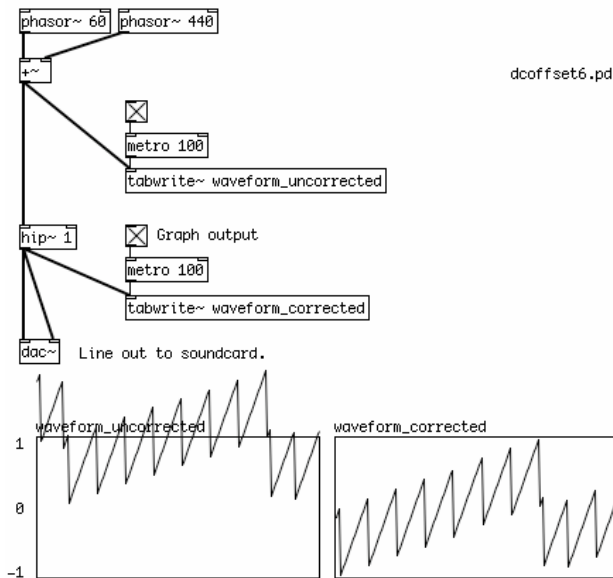 phasor~ 60
phasor~ 440
+~
dcoffset6.pd
metro 100
tabwrite~ waveform_uncorrected
hip~ 1
Graph output
metro 100
tabwrite~ waveform_corrected
dac~
Line out to soundcard.
waveform_uncorrected
waveform_corrected
1
0
-1